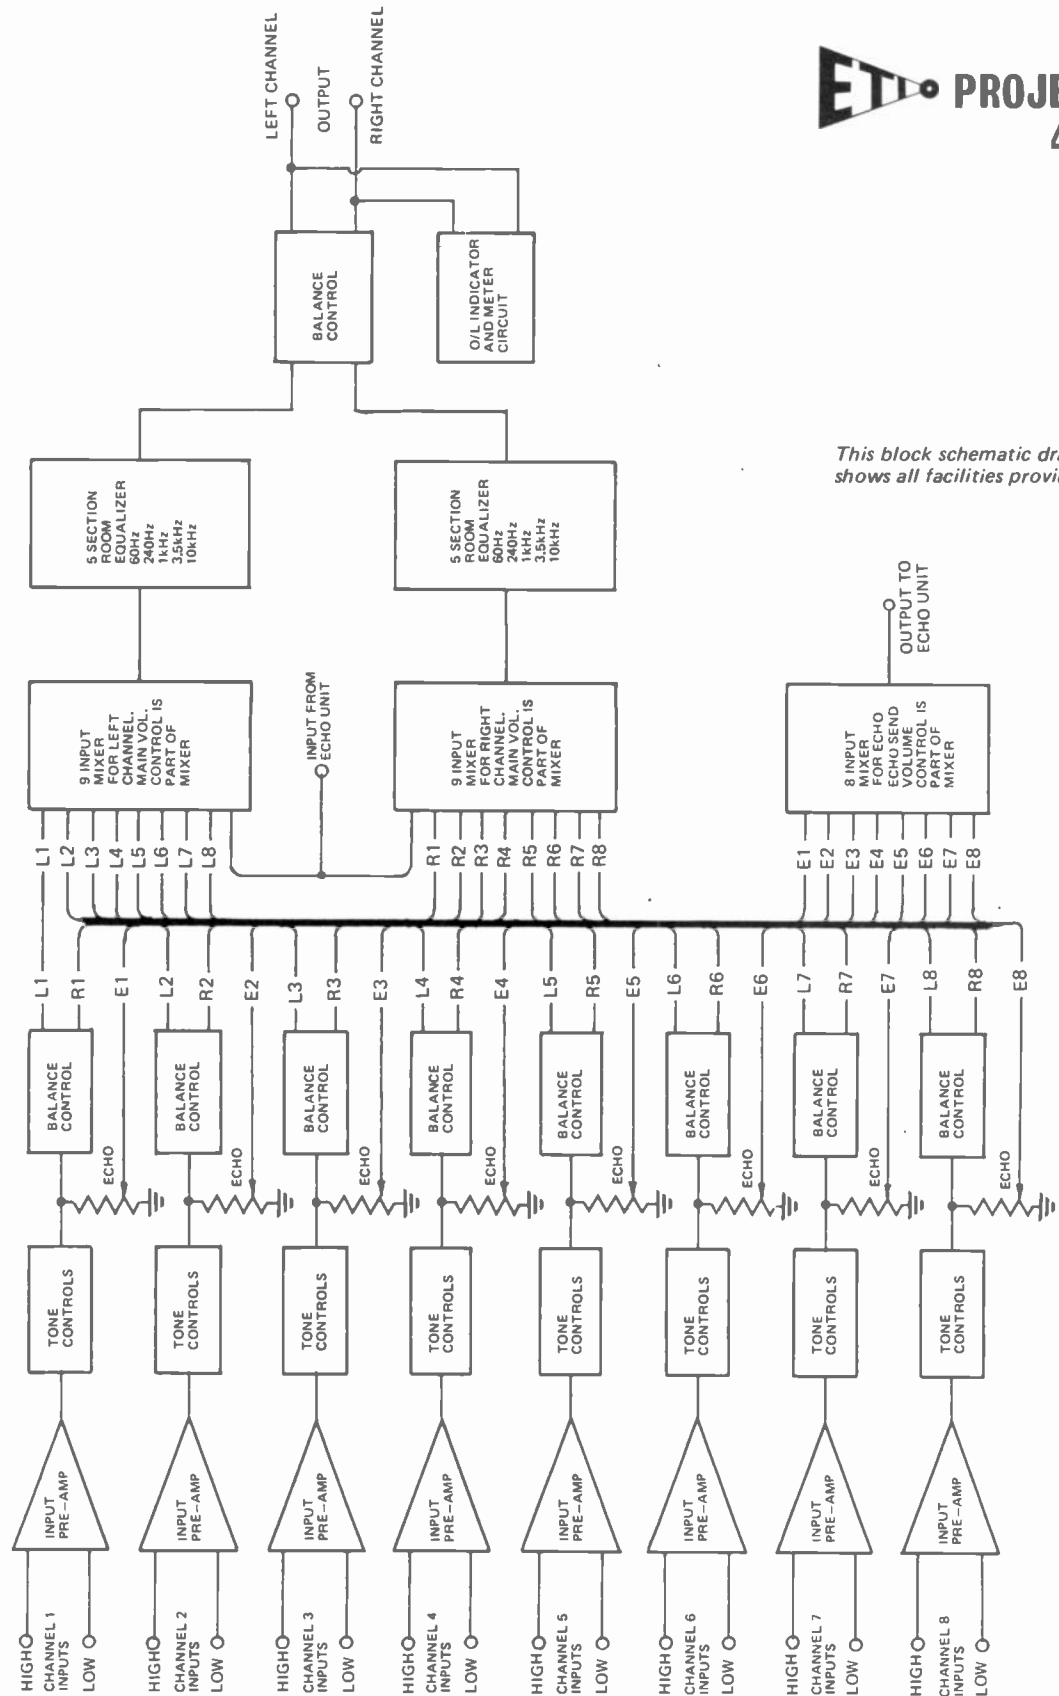 ETI PROJE
This block schematic dra
shows all facilities provi
HIGH
CHANNEL 1
INPUTS
LOW
INPUT
PRE-AMP
TONE
CONTROLS
ECHO
BALANCE
CONTROL
L1
R1
E1
HIGH
CHANNEL 2
INPUTS
LOW
INPUT
PRE-AMP
TONE
CONTROLS
ECHO
BALANCE
CONTROL
L2
R2
E2
HIGH
CHANNEL 3
INPUTS
LOW
INPUT
PRE-AMP
TONE
CONTROLS
ECHO
BALANCE
CONTROL
L3
R3
E3
HIGH
CHANNEL 4
INPUTS
LOW
INPUT
PRE-AMP
TONE
CONTROLS
ECHO
BALANCE
CONTROL
L4
R4
E4
HIGH
CHANNEL 5
INPUTS
LOW
INPUT
PRE-AMP
TONE
CONTROLS
ECHO
BALANCE
CONTROL
L5
R5
E5
HIGH
CHANNEL 6
INPUTS
LOW
INPUT
PRE-AMP
TONE
CONTROLS
ECHO
BALANCE
CONTROL
L6
R6
E6
HIGH
CHANNEL 7
INPUTS
LOW
INPUT
PRE-AMP
TONE
CONTROLS
ECHO
BALANCE
CONTROL
L7
R7
E7
HIGH
CHANNEL 8
INPUTS
LOW
INPUT
PRE-AMP
TONE
CONTROLS
ECHO
BALANCE
CONTROL
L8
R8
E8
L1
L2
L3
L4
L5
L6
L7
L8
9 INPUT
MIXER
FOR LEFT
CHANNEL.
MAIN VOL.
CONTROL IS
PART OF
MIXER
INPUT FROM
ECHO UNIT
R1
R2
R3
R4
R5
R6
R7
R8
9 INPUT
MIXER
FOR RIGHT
CHANNEL.
MAIN VOL.
CONTROL IS
PART OF
MIXER
E1
E2
E3
E4
E5
E6
E7
E8
8 INPUT
MIXER
FOR ECHO
ECHO SEND
VOLUME
CONTROL IS
PART OF
MIXER
OUTPUT TO
ECHO UNIT
5 SECTION
ROOM
EQUALIZER
60Hz
240Hz
1kHz
3.5kHz
10kHz
5 SECTION
ROOM
EQUALIZER
60Hz
240Hz
1kHz
3.5kHz
10kHz
BALANCE
CONTROL
O/L INDICATOR
AND METER
CIRCUIT
LEFT CHANNEL
OUTPUT
RIGHT CHANNEL